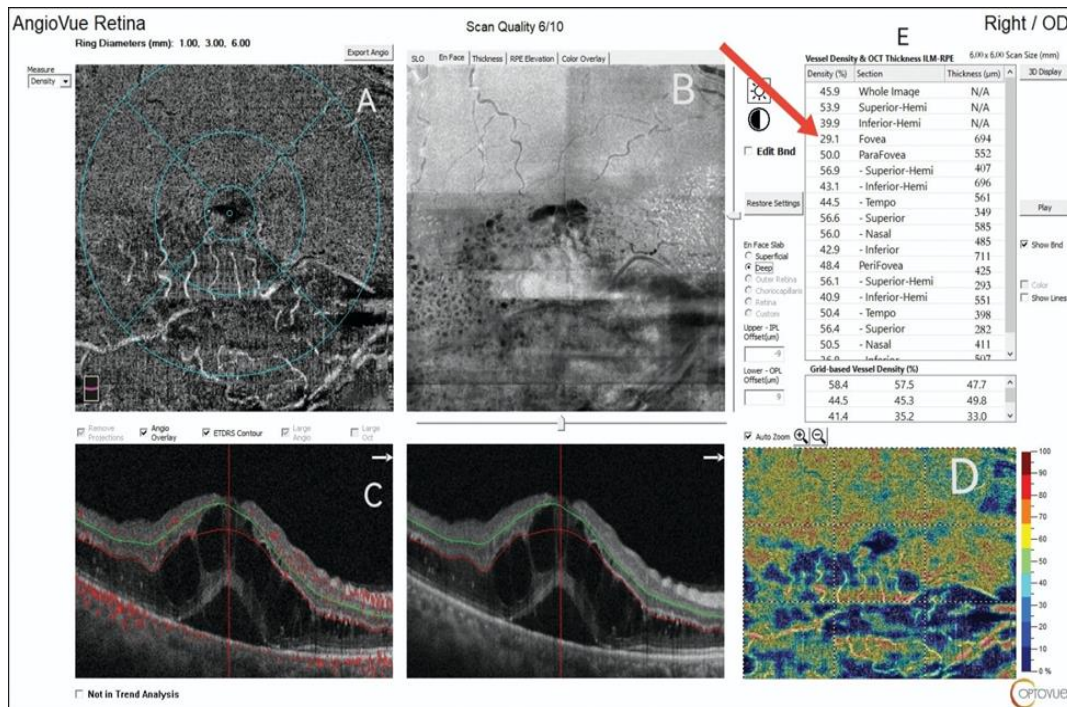 AngioVue Retina
Scan Quality 6/10
Right / OD
Ring Diameters (mm): 1.00, 3.00, 6.00
Export Angio
Measure
Density
A
SLO En Face Thickness RPE Elevation Color Overlay
B
Edit Bnd
Restore Settings
En Face Slab
Superficial
Deep
Outer Retina
Choriocapillaris
Retina
Custom
Upper - IPL
Offset(µm)
-9
Lower - OPL
Offset(µm)
9
E
6.00 x 6.00 Scan Size (mm)
Vessel Density & OCT Thickness ILM-RPE
Density (%) Section Thickness (µm)
45.9 Whole Image N/A
53.9 Superior-Hemi N/A
39.9 Inferior-Hemi N/A
29.1 Fovea 694
50.0 ParaFovea 552
56.9 - Superior-Hemi 407
43.1 - Inferior-Hemi 696
44.5 - Tempo 561
56.6 - Superior 349
56.0 - Nasal 585
42.9 - Inferior 485
48.4 PeriFovea 711
56.1 - Superior-Hemi 425
40.9 - Inferior-Hemi 293
50.4 - Tempo 551
56.4 - Superior 398
50.5 - Nasal 282
411
- Inferior 507
3D Display
Play
Show Bnd
Color
Show Lines
Grid-based Vessel Density (%)
58.4 57.5 47.7
44.5 45.3 49.8
41.4 35.2 33.0
Remove Projections
Angio Overlay
ETDRS Contour
Large Angio
Large Oct
Auto Zoom
C
D
100
90
80
70
60
50
40
30
20
10
0 %
Not in Trend Analysis
OPTOVUE